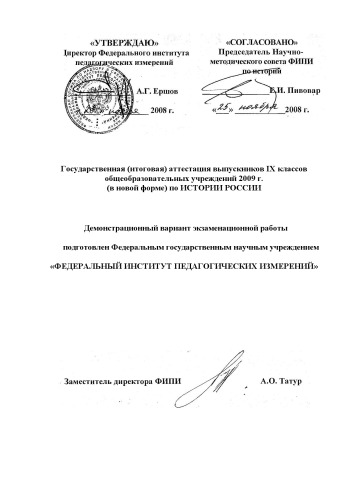 «УТВЕРЖДАЮ»
Директор Федерального института
педагогических измерений
А.Г. Ершов
2008 г.
«СОГЛАСОВАНО»
Председатель Научно-
методического совета ФИПИ
по истории
Е.И. Пивовар
«25» ноября 2008 г.
Государственная (итоговая) аттестация выпускников IX классов
общеобразовательных учреждений 2009 г.
(в новой форме) по ИСТОРИИ РОССИИ
Демонстрационный вариант экзаменационной работы
подготовлен Федеральным государственным научным учреждением
«ФЕДЕРАЛЬНЫЙ ИНСТИТУТ ПЕДАГОГИЧЕСКИХ ИЗМЕРЕНИЙ»
Заместитель директора ФИПИ
А.О. Татур